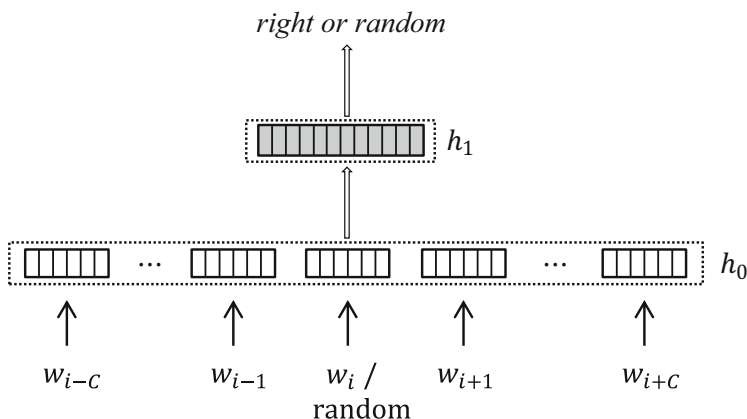 right or random
h₁
... ...
h₀
wᵢ₋C ... wᵢ₋₁ wᵢ / wᵢ₊₁ ... wᵢ₊C
random